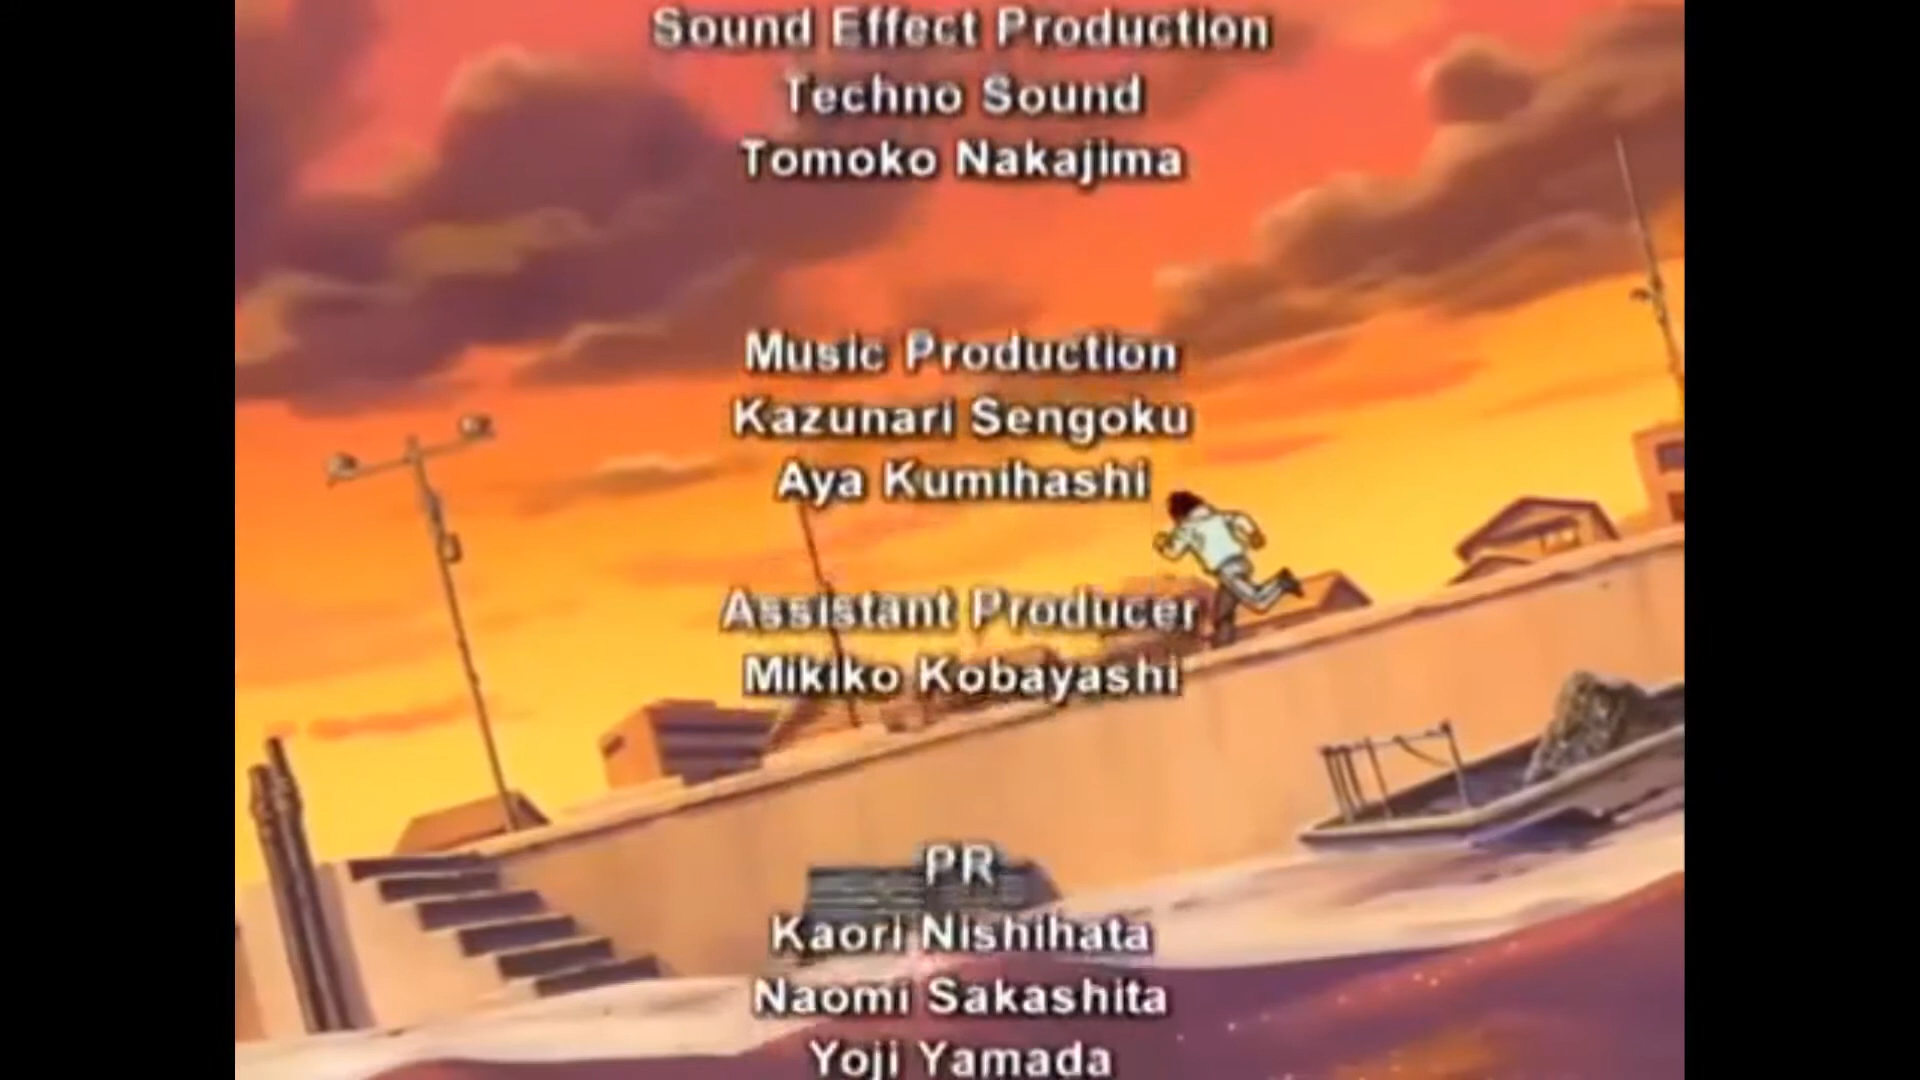 Sound Effect Production
Techno Sound
Tomoko Nakajima
Music Production
Kazunari Sengoku
Aya Kumihashi
Assistant Producer
Mikiko Kobayashi
PR
Kaori Nishihata
Naomi Sakashita
Yoji Yamada